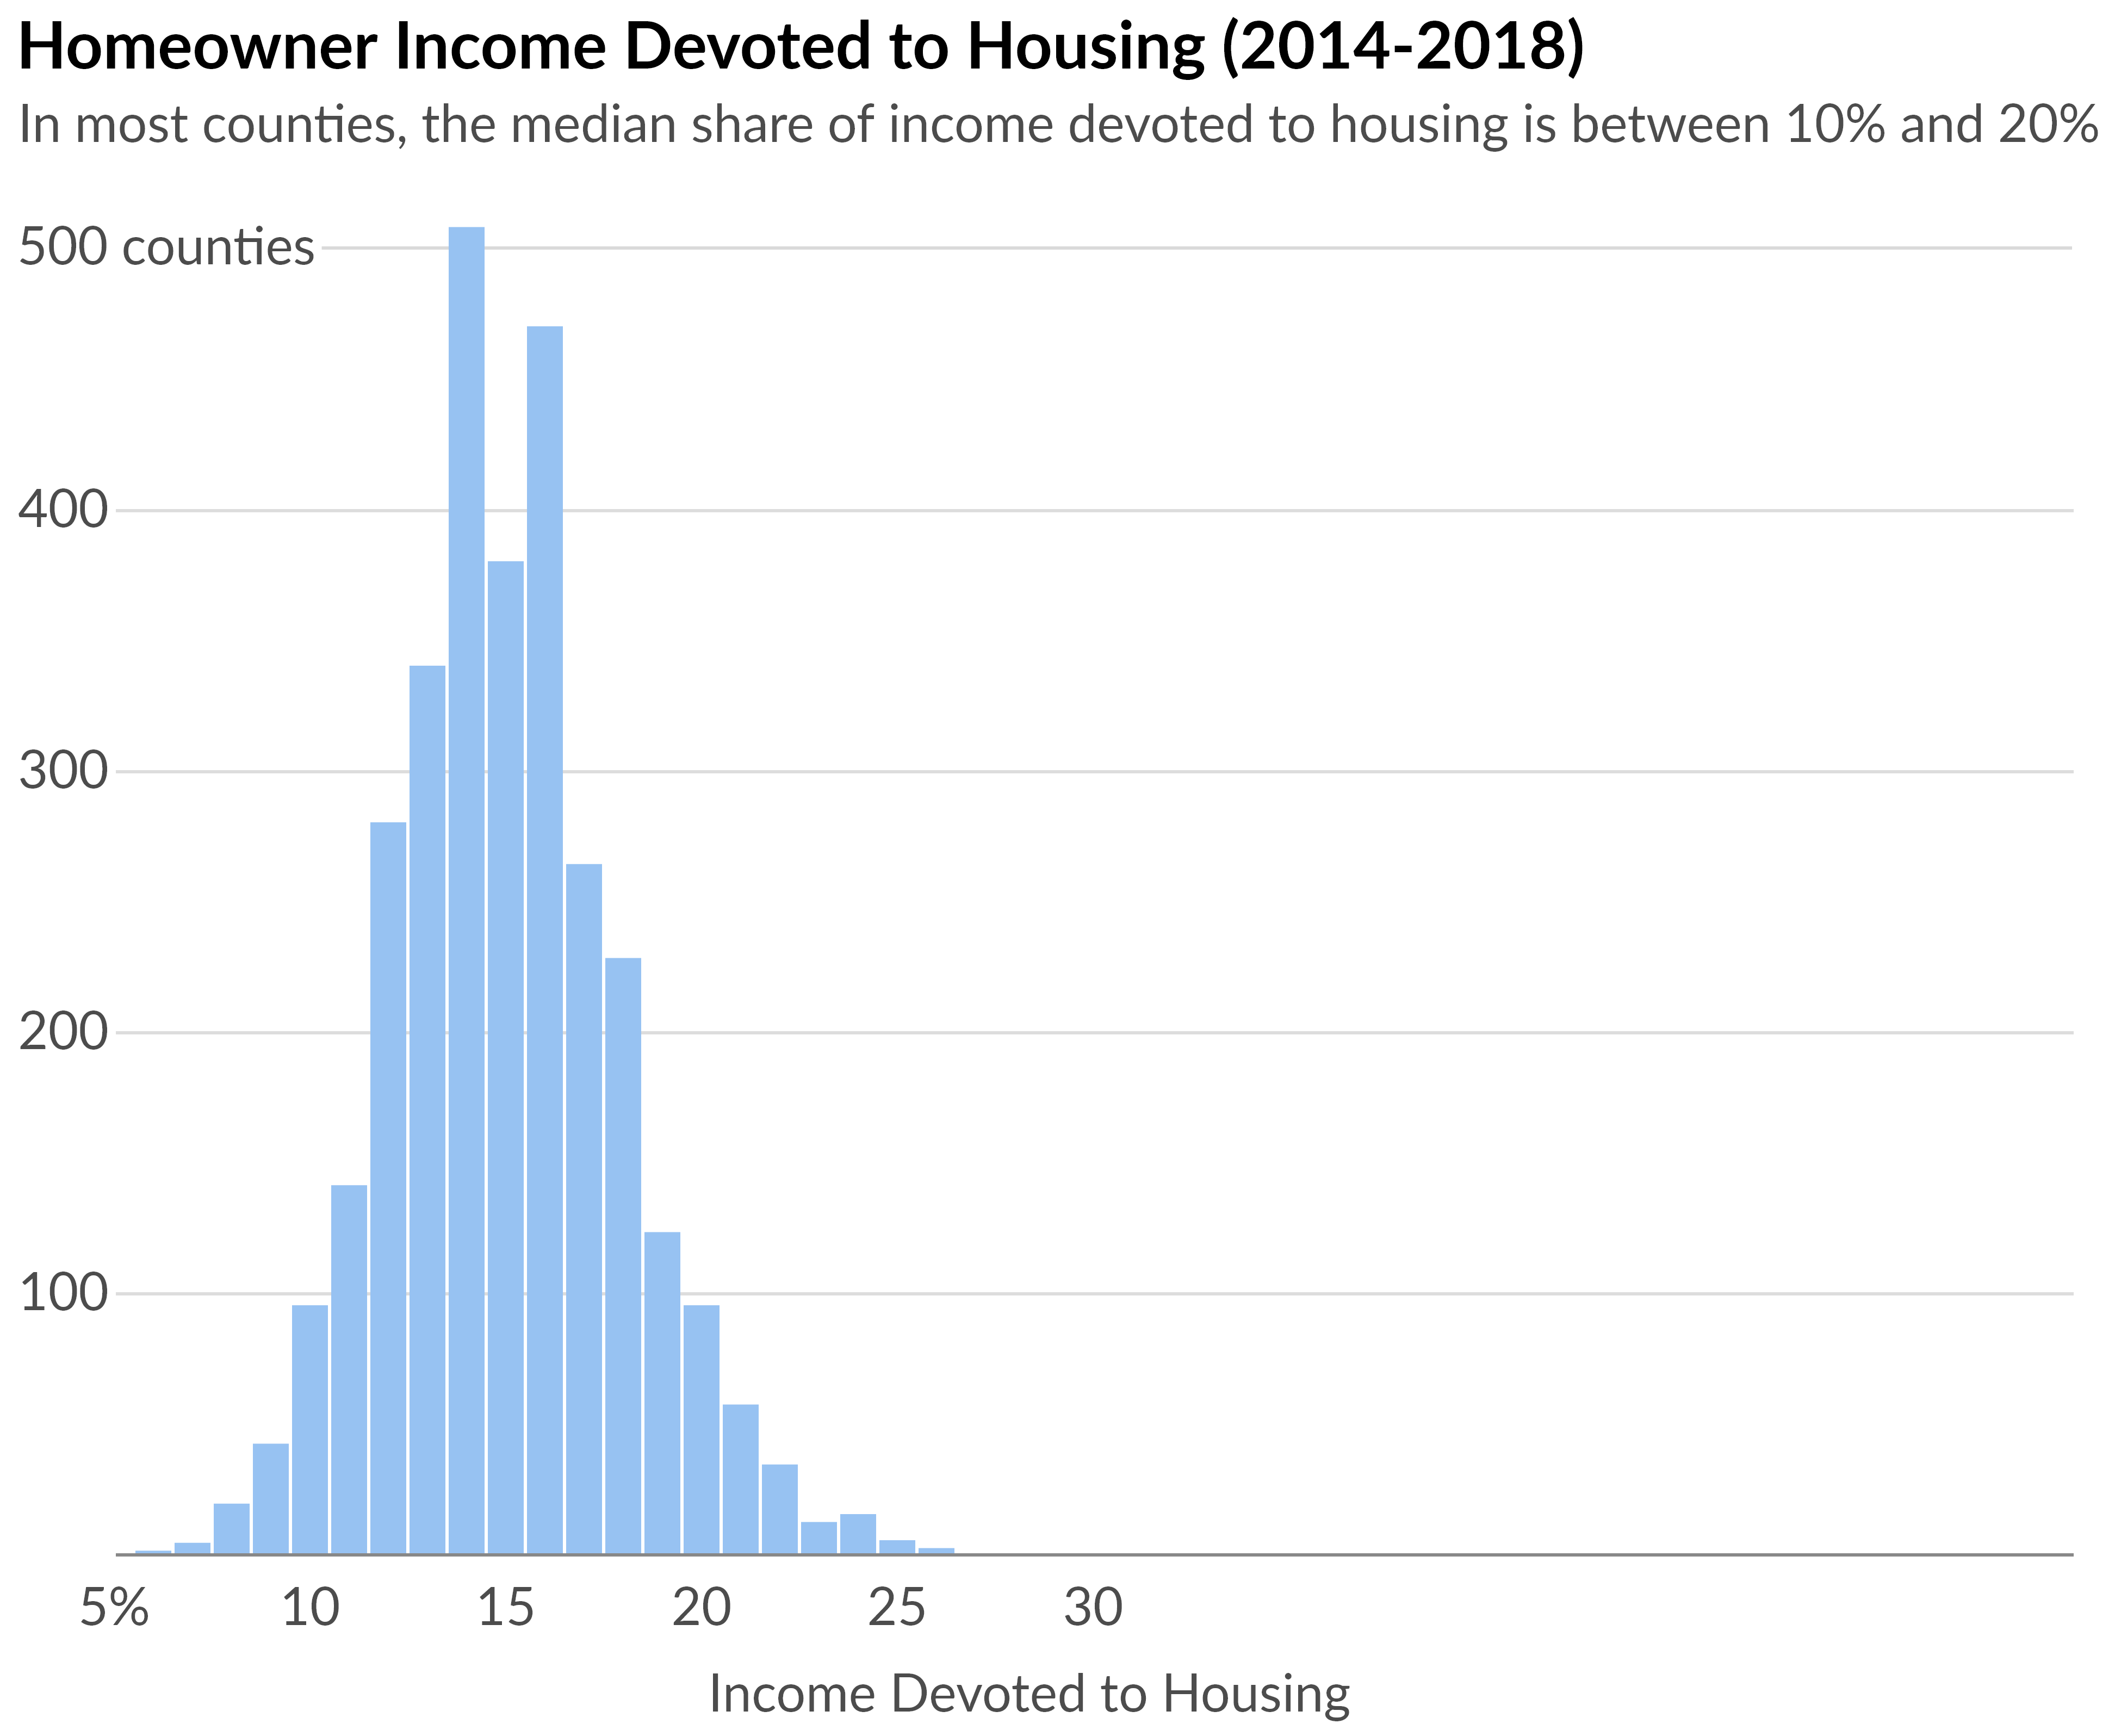 Homeowner Income Devoted to Housing (2014-2018)
In most counties, the median share of income devoted to housing is between 10% and 20%
500 counties
400
300
200
100
5% 10 15 20 25 30
Income Devoted to Housing